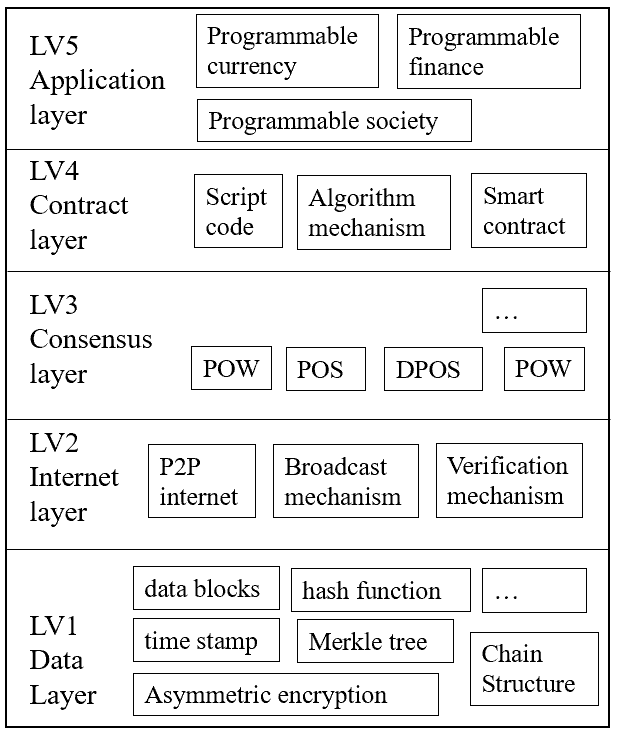 LV5
Application
layer
Programmable
currency
Programmable
finance
Programmable society
LV4
Contract
layer
Script
code
Algorithm
mechanism
Smart
contract
LV3
Consensus
layer
…
POW
POS
DPOS
POW
LV2
Internet
layer
P2P
internet
Broadcast
mechanism
Verification
mechanism
LV1
Data
Layer
data blocks
hash function
…
time stamp
Merkle tree
Chain
Structure
Asymmetric encryption